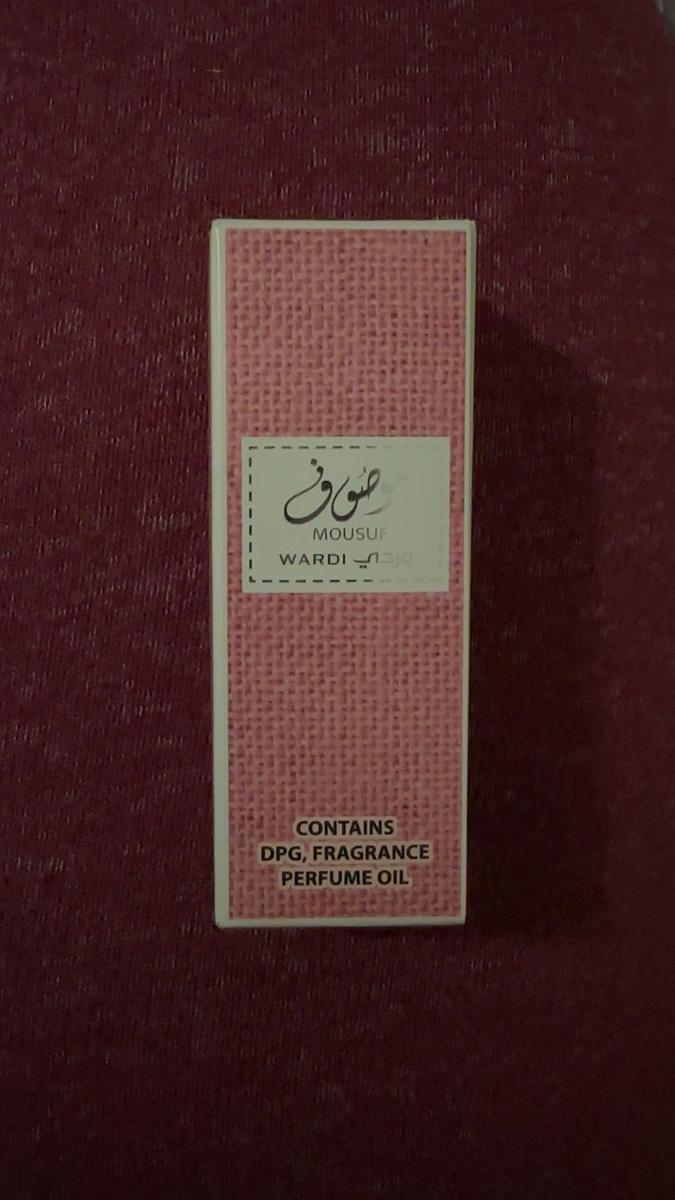 موصوف
MOUSUF
WARDI وردي
CONTAINS
DPG, FRAGRANCE
PERFUME OIL